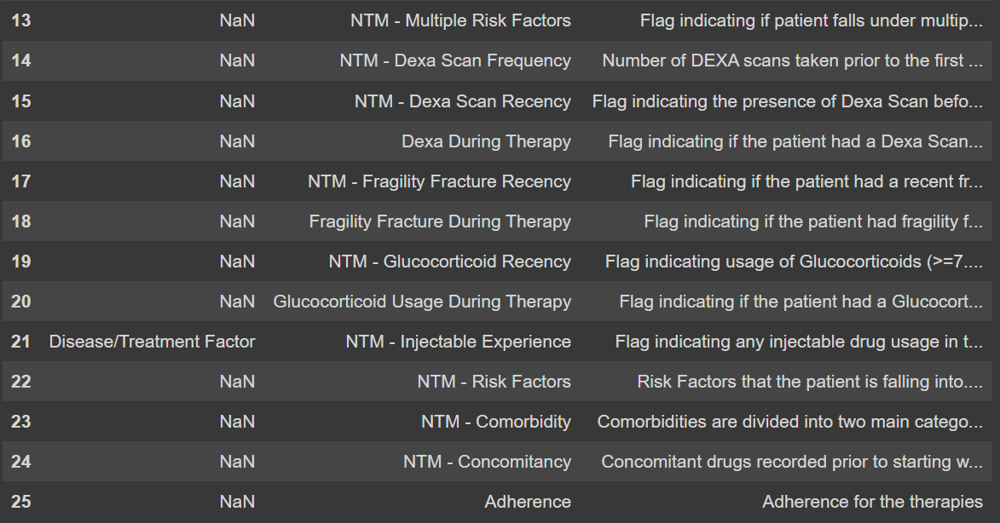 13 NaN NTM - Multiple Risk Factors Flag indicating if patient falls under multip...
14 NaN NTM - Dexa Scan Frequency Number of DEXA scans taken prior to the first ...
15 NaN NTM - Dexa Scan Recency Flag indicating the presence of Dexa Scan befo...
16 NaN Dexa During Therapy Flag indicating if the patient had a Dexa Scan...
17 NaN NTM - Fragility Fracture Recency Flag indicating if the patient had a recent fr...
18 NaN Fragility Fracture During Therapy Flag indicating if the patient had fragility f...
19 NaN NTM - Glucocorticoid Recency Flag indicating usage of Glucocorticoids (>=7....
20 NaN Glucocorticoid Usage During Therapy Flag indicating if the patient had a Glucocort...
21 Disease/Treatment Factor NTM - Injectable Experience Flag indicating any injectable drug usage in t...
22 NaN NTM - Risk Factors Risk Factors that the patient is falling into....
23 NaN NTM - Comorbidity Comorbidities are divided into two main catego...
24 NaN NTM - Concomitancy Concomitant drugs recorded prior to starting w...
25 NaN Adherence Adherence for the therapies